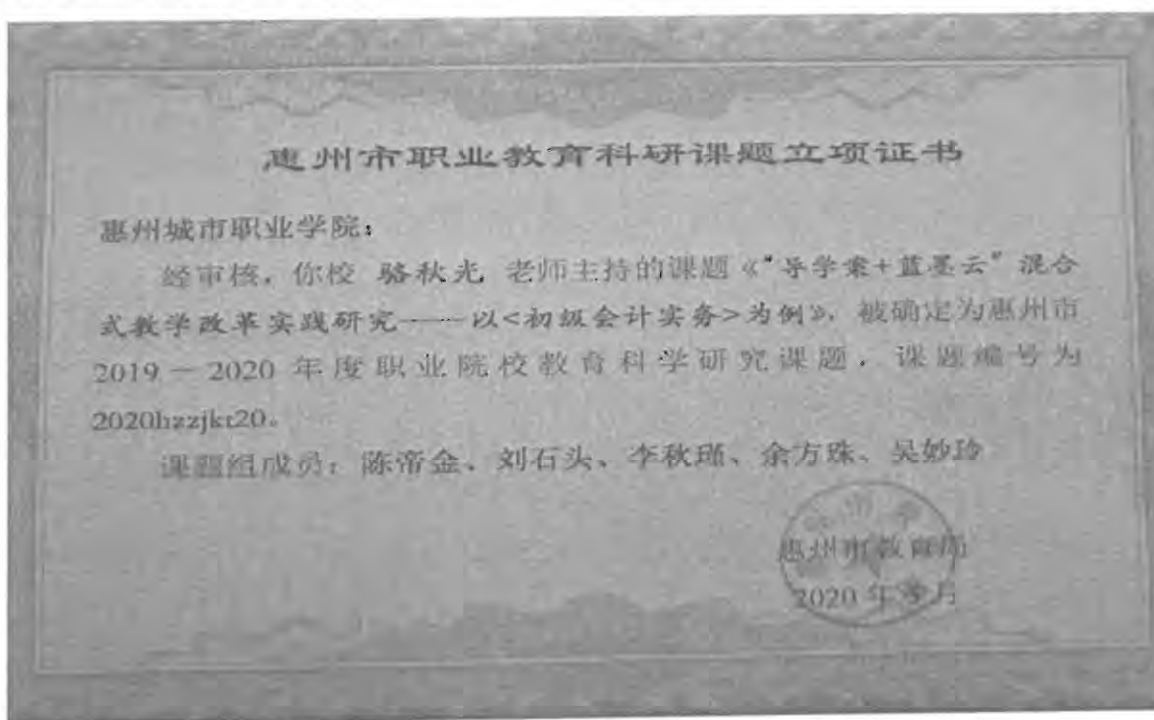 惠州市职业教育科研课题立项证书
惠州城市职业学院：
经审核，你校 骆秋光 老师主持的课题《“导学案+蓝墨云”混合
式教学改革实践研究——以<初级会计实务>为例》，被确定为惠州市
2019－2020 年度职业院校教育科学研究课题，课题编号为
2020hzzjkt20。
课题组成员：陈帝金、刘石头、李秋瑾、余方珠、吴妙玲
惠州市教育局
2020 年 月